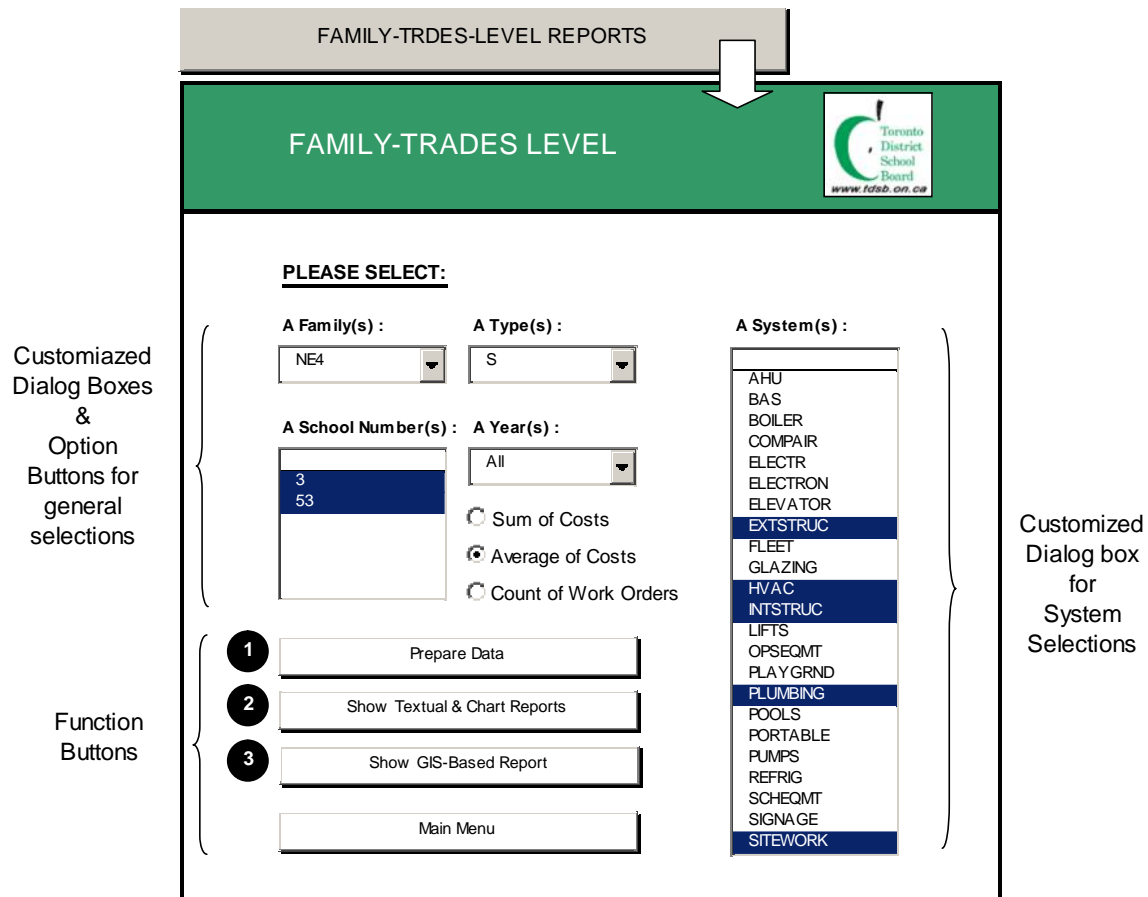 FAMILY-TRDES-LEVEL REPORTS
FAMILY-TRADES LEVEL
Toronto
District
School
Board
www.tdsb.on.ca
PLEASE SELECT:
A Family(s) :
A Type(s) :
A System(s) :
NE4
S
A School Number(s) :
A Year(s) :
3
53
All
Sum of Costs
Average of Costs
Count of Work Orders
AHU
BAS
BOILER
COMPAIR
ELECTR
ELECTRON
ELEVATOR
EXTSTRUC
FLEET
GLAZING
HVAC
INTSTRUC
LIFTS
OPSEQMT
PLAYGRND
PLUMBING
POOLS
PORTABLE
PUMPS
REFRIG
SCHEQMT
SIGNAGE
SITEWORK
Customiazed
Dialog Boxes
&
Option
Buttons for
general
selections
Customized
Dialog box
for
System
Selections
Function
Buttons
1
Prepare Data
2
Show Textual & Chart Reports
3
Show GIS-Based Report
Main Menu